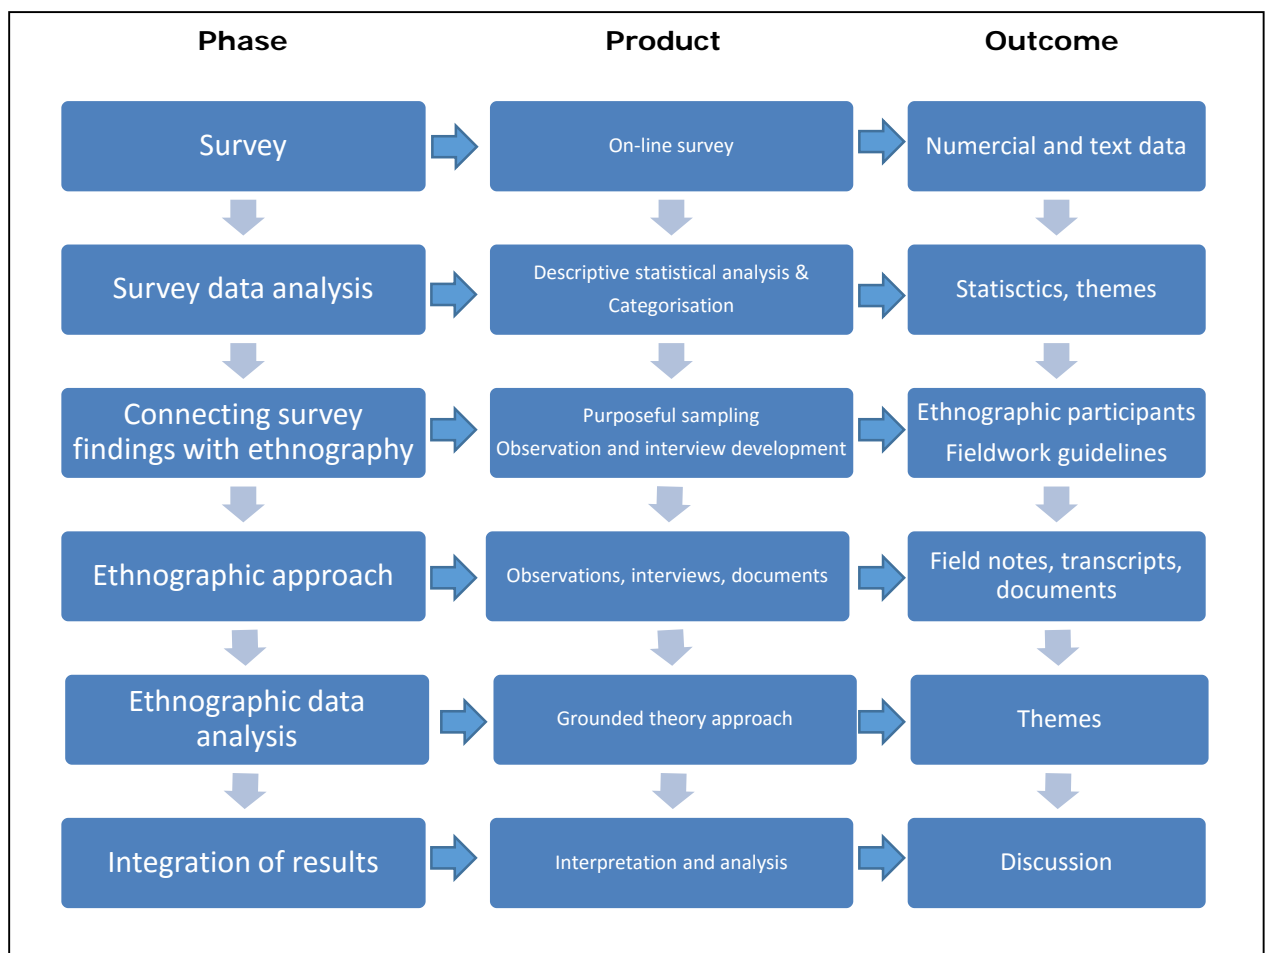 Phase
Product
Outcome
Survey
On-line survey
Numercial and text data
Survey data analysis
Descriptive statistical analysis &
Categorisation
Statisctics, themes
Connecting survey
findings with ethnography
Purposeful sampling
Observation and interview development
Ethnographic participants
Fieldwork guidelines
Ethnographic approach
Observations, interviews, documents
Field notes, transcripts,
documents
Ethnographic data
analysis
Grounded theory approach
Themes
Integration of results
Interpretation and analysis
Discussion